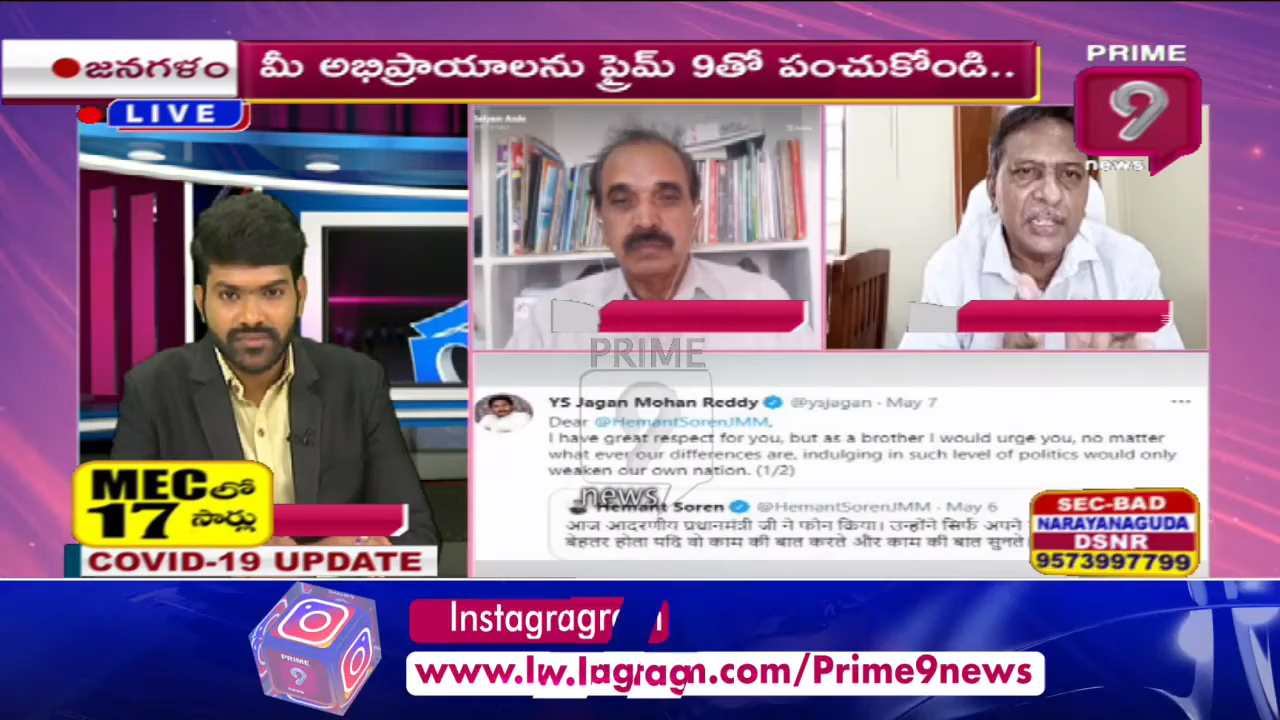 జనగళం
మీ అభిప్రాయాలను ప్రైమ్ 9తో పంచుకోండి..
PRIME
9
news
LIVE
PRIME
9
news
YS Jagan Mohan Reddy @ysjagan · May 7
Dear @HemantSorenJMM,
I have great respect for you, but as a brother I would urge you, no matter
what ever our differences are, indulging in such level of politics would only
weaken our own nation. (1/2)
Hemant Soren @HemantSorenJMM · May 6
आज आदरणीय प्रधानमंत्री जी ने फोन किया। उन्होंने सिर्फ अपने
बेहतर होता यदि वो काम की बात करते और काम की बात सुनते
MECలో
17 సార్లు
COVID-19 UPDATE
SEC-BAD
NARAYANAGUDA
DSNR
9573997799
PRIME
9
news